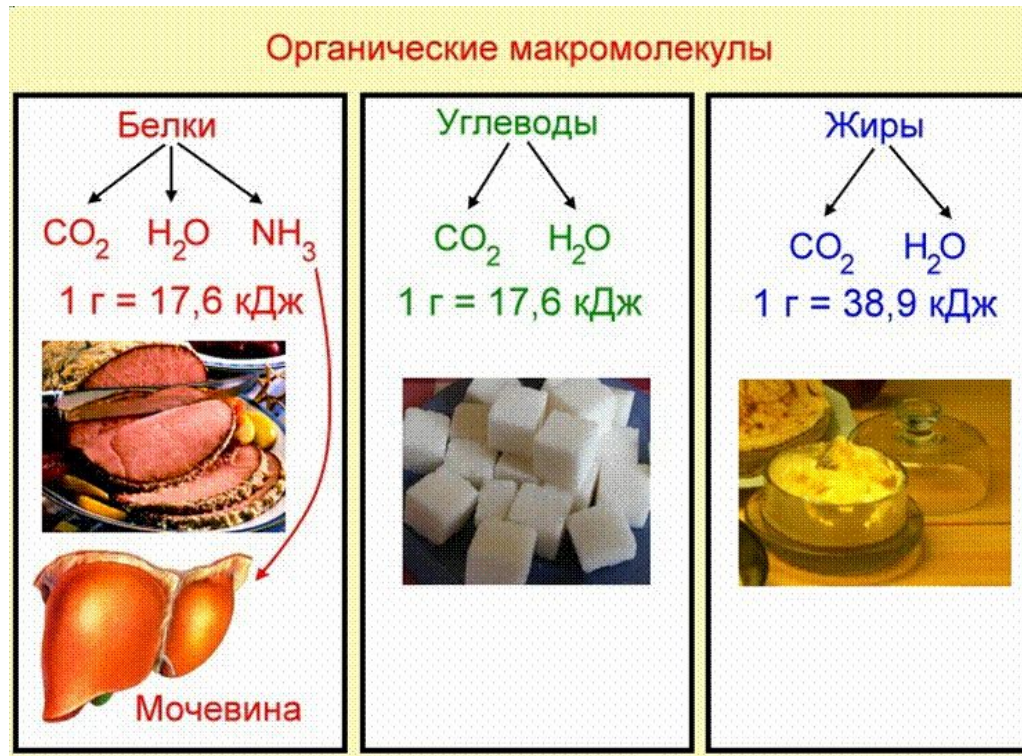 Органические макромолекулы
Белки
CO₂ H₂O NH₃
1 г = 17,6 кДж
Мочевина
Углеводы
CO₂ H₂O
1 г = 17,6 кДж
Жиры
CO₂ H₂O
1 г = 38,9 кДж